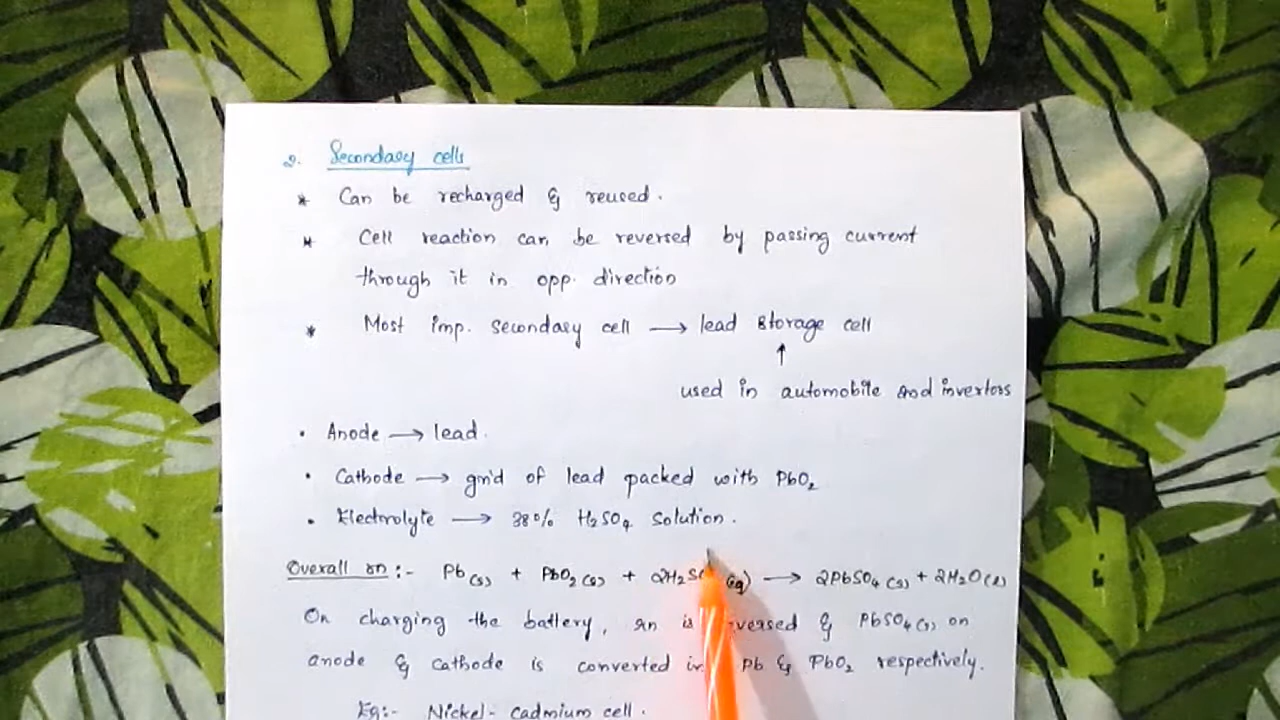 2. Secondary cells
* Can be recharged & reused.
* Cell reaction can be reversed by passing current
through it in opp. direction
* Most imp. secondary cell → lead storage cell
↑
used in automobile and invertors
• Anode → lead.
• Cathode → grid of lead packed with PbO₂
• Electrolyte → 38% H₂SO₄ solution.
Overall rn :- Pb(s) + PbO₂(s) + 2H₂SO (aq) → 2PbSO₄(s) + 2H₂O(l)
On charging the battery, rn is versed & PbSO₄(s) on
anode & cathode is converted in Pb & PbO₂ respectively.
Eg:- Nickel-cadmium cell.